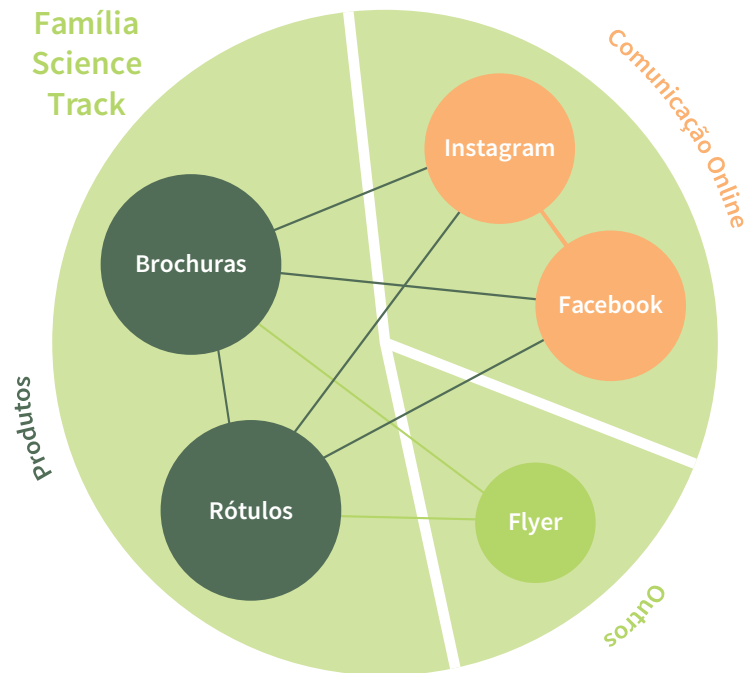 Família
Science
Track
Comunicação Online
Instagram
Brochuras
Facebook
Produtos
Rótulos
Flyer
Outros